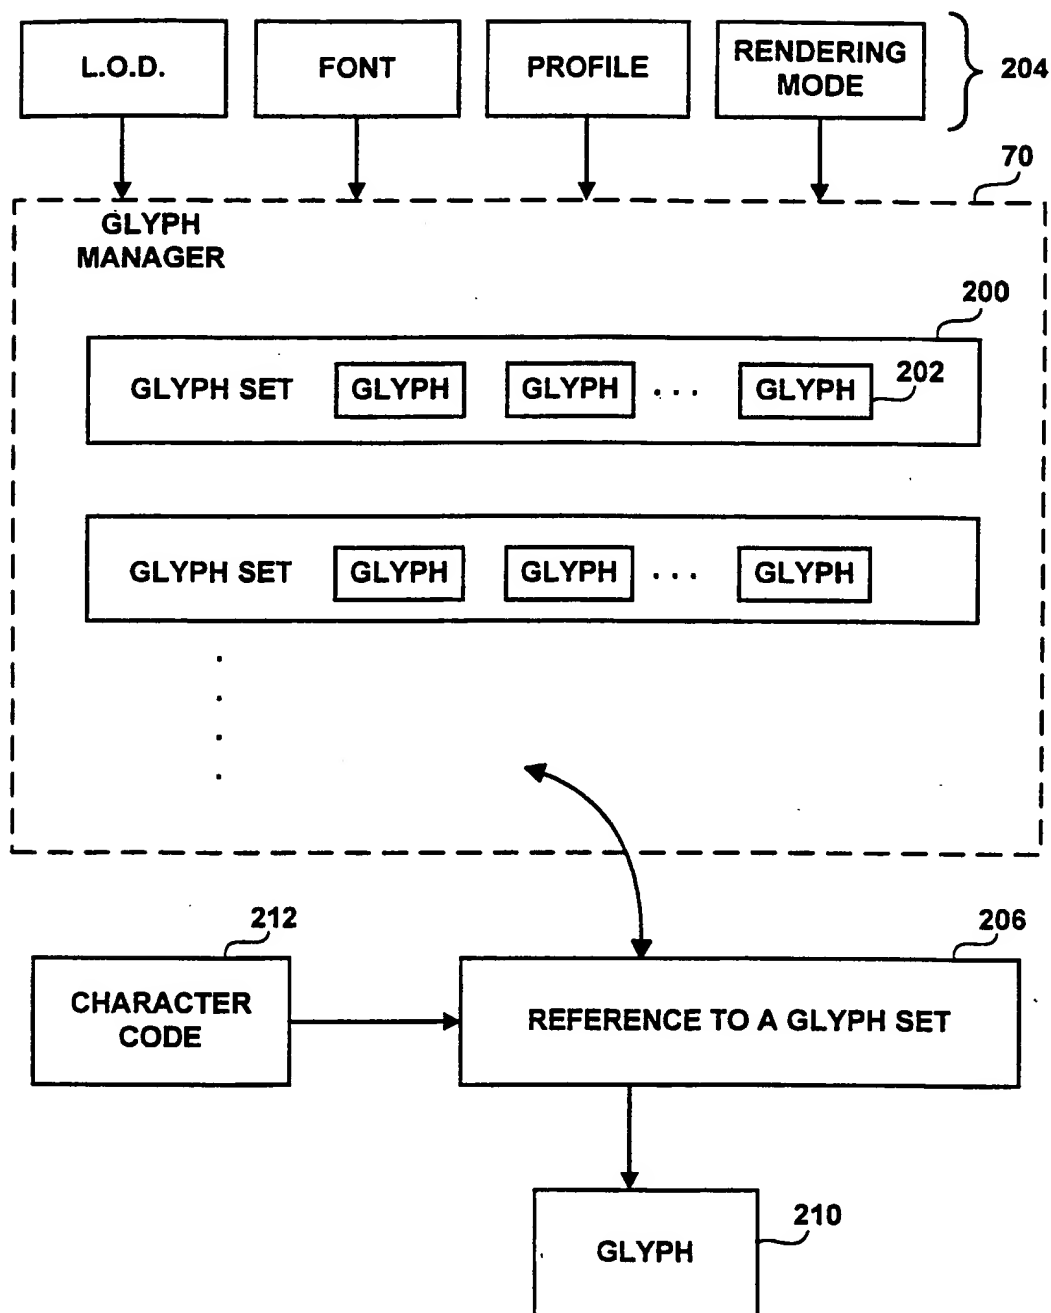 L.O.D.
FONT
PROFILE
RENDERING
MODE
204
70
GLYPH
MANAGER
200
GLYPH SET GLYPH GLYPH ... GLYPH
202
GLYPH SET GLYPH GLYPH ... GLYPH
212
206
CHARACTER
CODE
REFERENCE TO A GLYPH SET
210
GLYPH